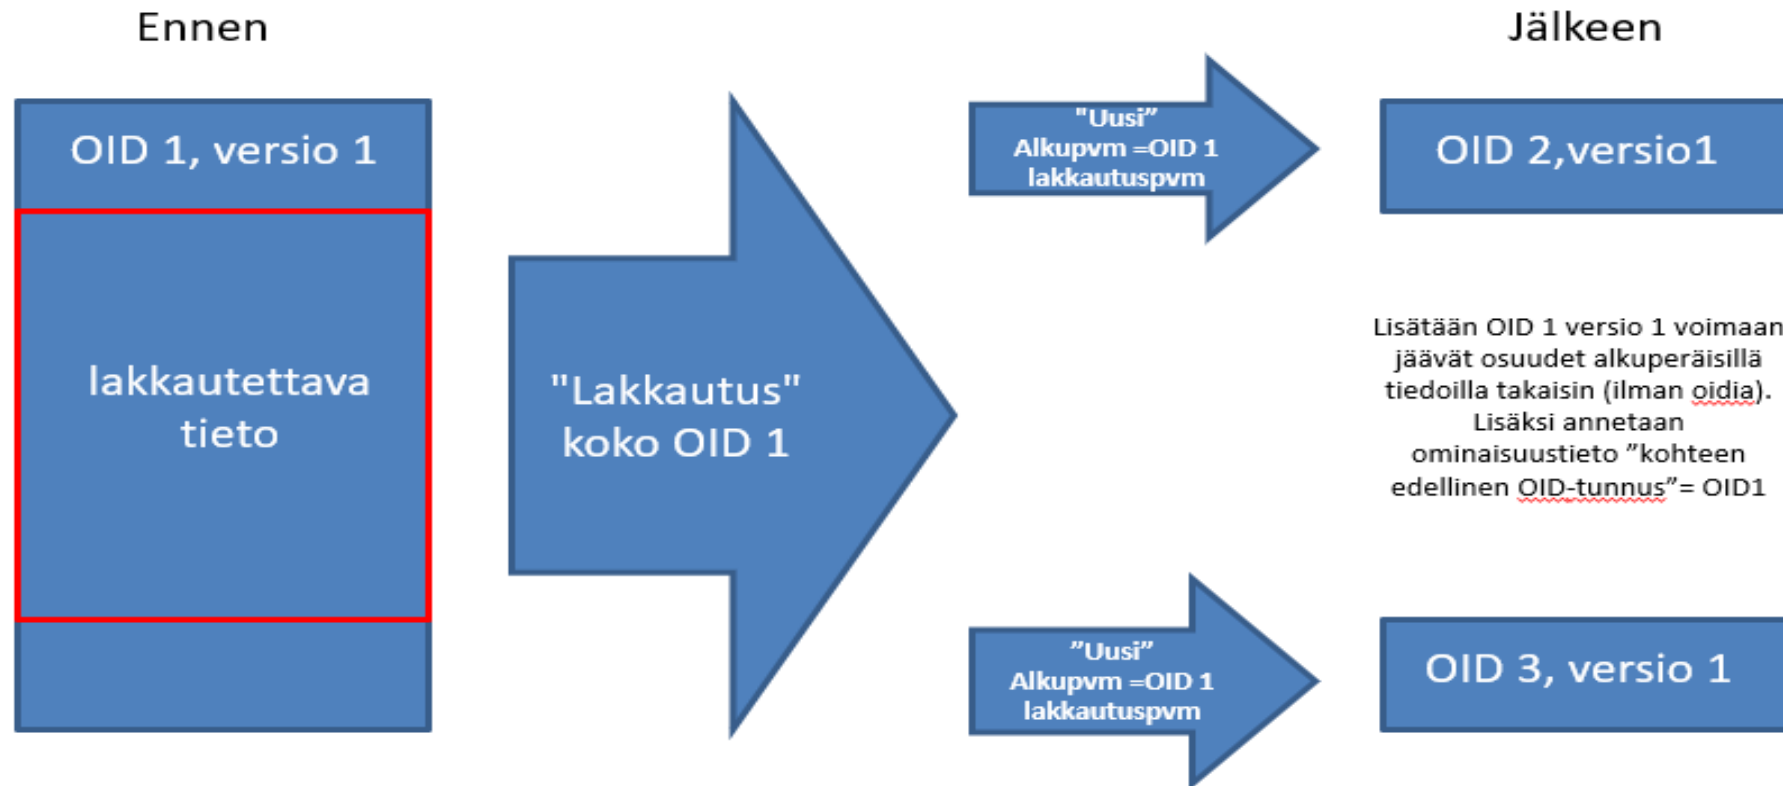 Ennen
Jälkeen
OID 1, versio 1
lakkautettava
tieto
"Lakkautus"
koko OID 1
"Uusi”
Alkupvm =OID 1
lakkautuspvm
OID 2,versio1
Lisätään OID 1 versio 1 voimaan
jäävät osuudet alkuperäisillä
tiedoilla takaisin (ilman oidia).
Lisäksi annetaan
ominaisuustieto ”kohteen
edellinen OID-tunnus”= OID1
”Uusi”
Alkupvm =OID 1
lakkautuspvm
OID 3, versio 1